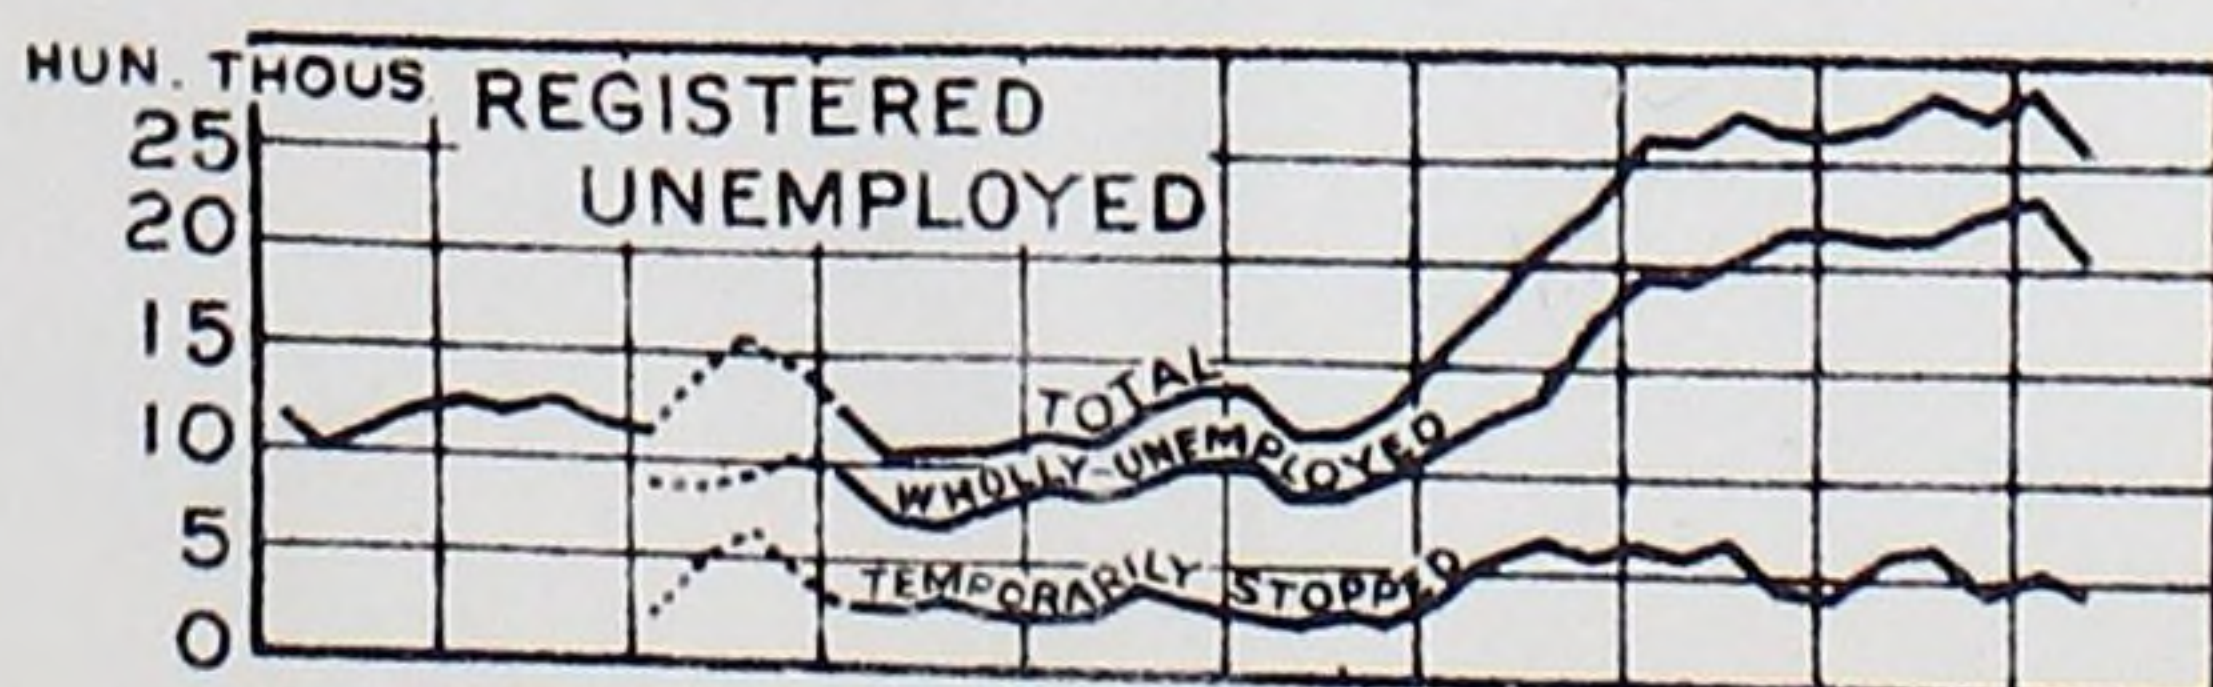 HUN. THOUS.
REGISTERED
UNEMPLOYED
25
20
15
10
5
0
TOTAL
WHOLLY-UNEMPLOYED
TEMPORARILY STOPPED